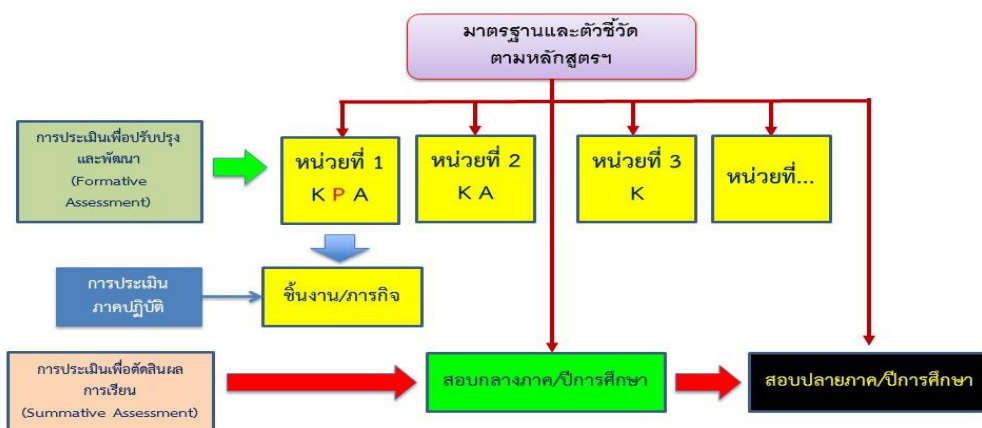 มาตรฐานและตัวชี้วัด
ตามหลักสูตรฯ
การประเมินเพื่อปรับปรุง
และพัฒนา
(Formative
Assessment)
หน่วยที่ 1
K P A
หน่วยที่ 2
K A
หน่วยที่ 3
K
หน่วยที่...
การประเมิน
ภาคปฏิบัติ
ชิ้นงาน/ภารกิจ
การประเมินเพื่อตัดสินผล
การเรียน
(Summative Assessment)
สอบกลางภาค/ปีการศึกษา
สอบปลายภาค/ปีการศึกษา